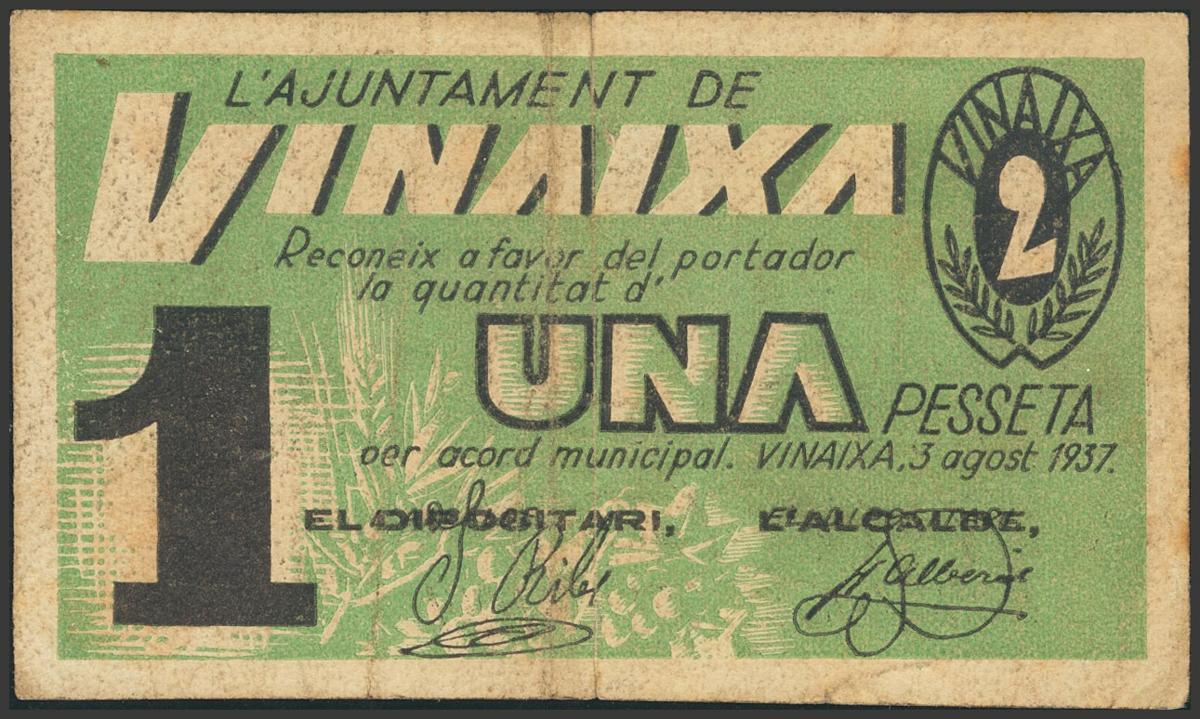 L'AJUNTAMENT DE
VINAIXA
VINAIXA
2
Reconeix a favor del portador
la quantitat d'
1
UNA
PESSETA
per acord municipal. VINAIXA, 3 agost 1937.
EL DIPOSITARI, L'ALCALDE,
S. Ribe